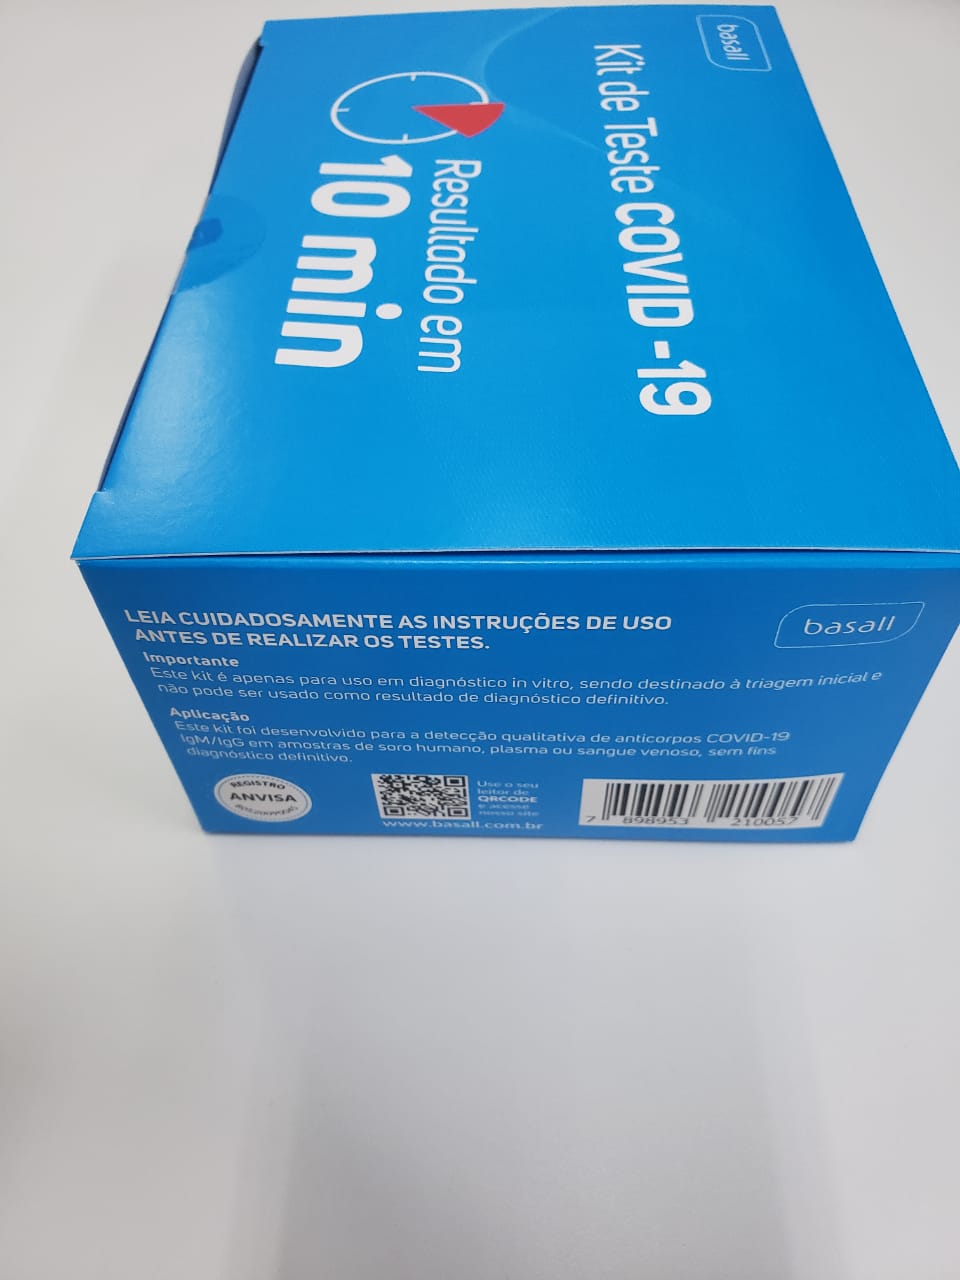 basall
Kit de Teste COVID - 19
Resultado em
10 min
LEIA CUIDADOSAMENTE AS INSTRUÇÕES DE USO
ANTES DE REALIZAR OS TESTES.
basall
Importante
Este kit é apenas para uso em diagnóstico in vitro, sendo destinado à triagem inicial e
não pode ser usado como resultado de diagnóstico definitivo.
Aplicação
Este kit foi desenvolvido para a detecção qualitativa de anticorpos COVID-19
IgM/IgG em amostras de soro humano, plasma ou sangue venoso, sem fins
diagnóstico definitivo.
REGISTRO
ANVISA
Use o seu
leitor de
QRCODE
e acesse
nosso site
www.basall.com.br
7 898953 210057